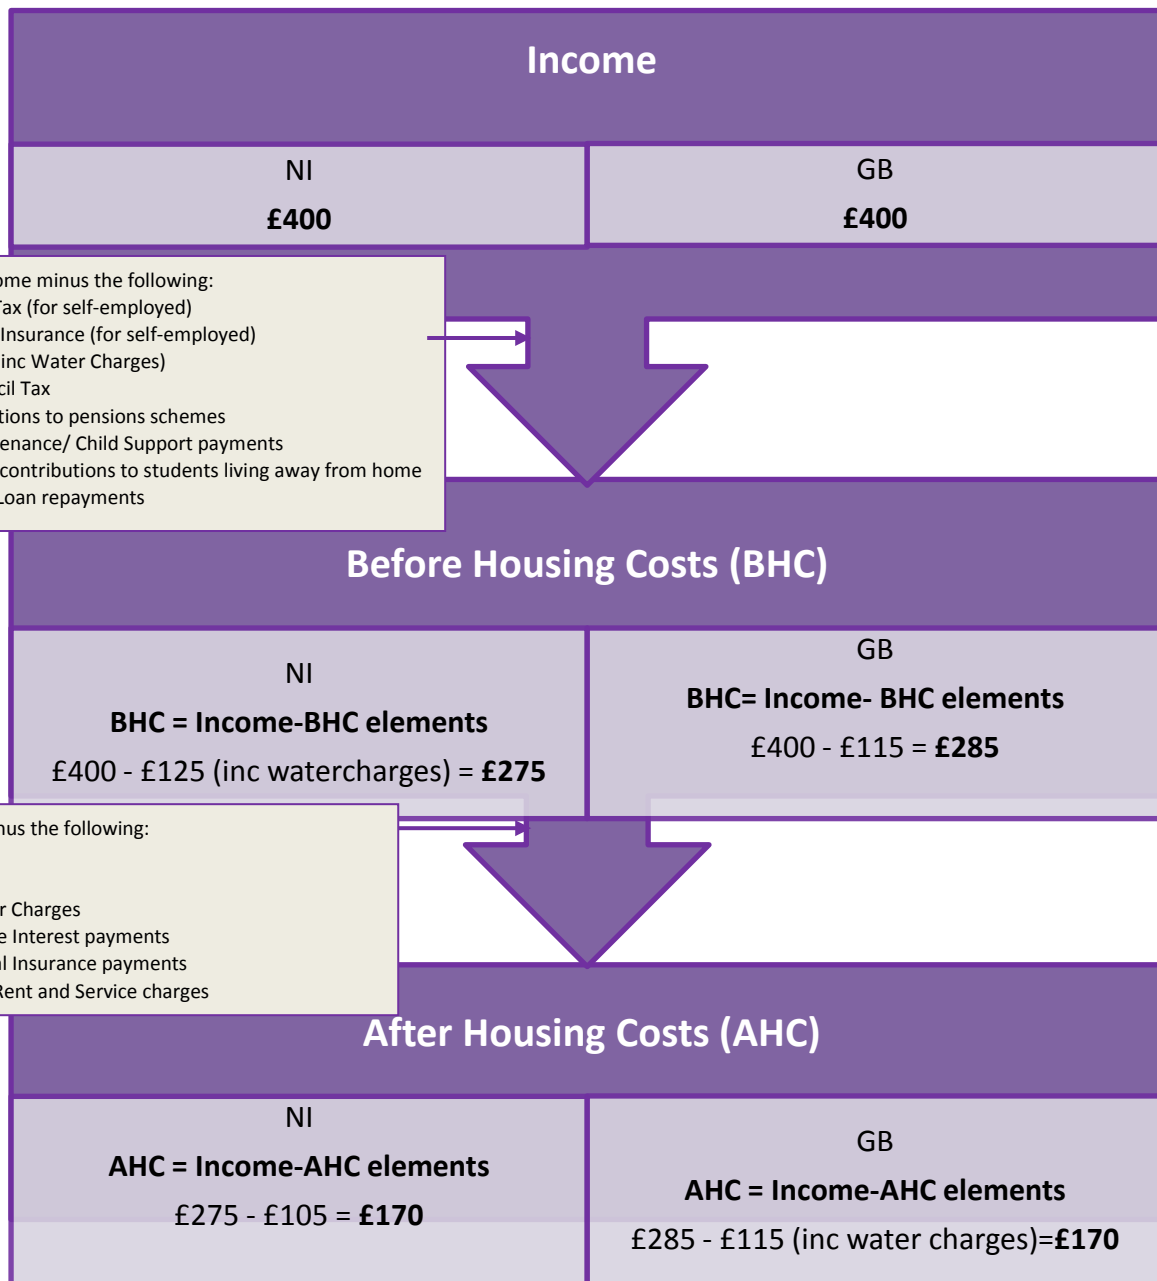 Income
NI
£400
GB
£400
ome minus the following:
Tax (for self-employed)
Insurance (for self-employed)
inc Water Charges)
cil Tax
tions to pensions schemes
enance/ Child Support payments
contributions to students living away from home
Loan repayments
Before Housing Costs (BHC)
NI
BHC = Income-BHC elements
£400 - £125 (inc watercharges) = £275
GB
BHC= Income- BHC elements
£400 - £115 = £285
nus the following:
r Charges
e Interest payments
al Insurance payments
Rent and Service charges
After Housing Costs (AHC)
NI
AHC = Income-AHC elements
£275 - £105 = £170
GB
AHC = Income-AHC elements
£285 - £115 (inc water charges)=£170